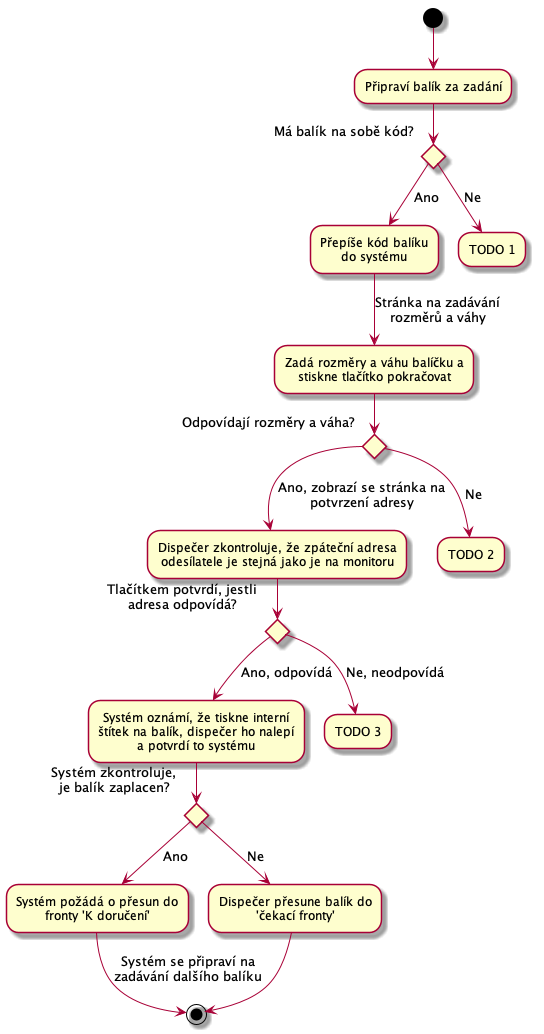 Připraví balík za zadání
Má balík na sobě kód?
Ano
Ne
Přepíše kód balíku
do systému
TODO 1
Stránka na zadávání
rozměrů a váhy
Zadá rozměry a váhu balíčku a
stiskne tlačítko pokračovat
Odpovídají rozměry a váha?
Ano, zobrazí se stránka na
potvrzení adresy
Ne
Dispečer zkontroluje, že zpáteční adresa
odesílatele je stejná jako je na monitoru
TODO 2
Tlačítkem potvrdí, jestli
adresa odpovídá?
Ano, odpovídá
Ne, neodpovídá
Systém oznámí, že tiskne interní
štítek na balík, dispečer ho nalepí
a potvrdí to systému
TODO 3
Systém zkontroluje,
je balík zaplacen?
Ano
Ne
Systém požádá o přesun do
fronty 'K doručení'
Dispečer přesune balík do
'čekací fronty'
Systém se připraví na
zadávání dalšího balíku